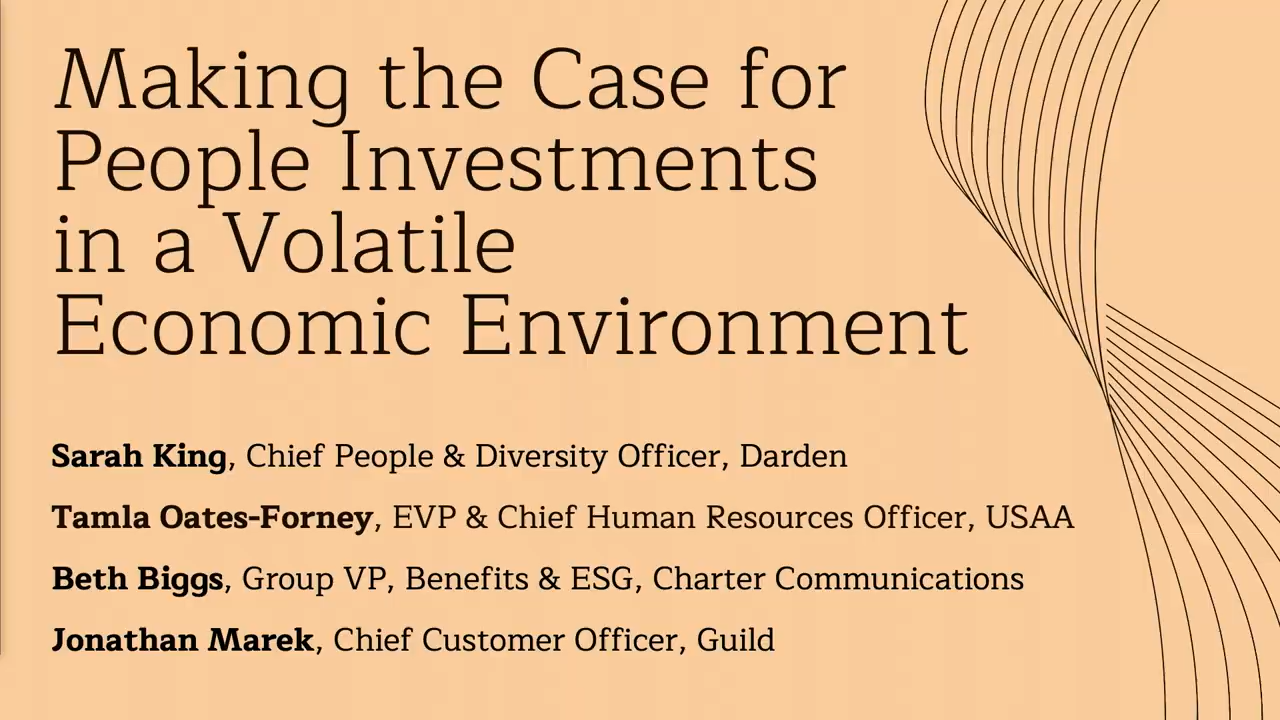 Making the Case for
People Investments
in a Volatile
Economic Environment
Sarah King, Chief People & Diversity Officer, Darden
Tamla Oates-Forney, EVP & Chief Human Resources Officer, USAA
Beth Biggs, Group VP, Benefits & ESG, Charter Communications
Jonathan Marek, Chief Customer Officer, Guild